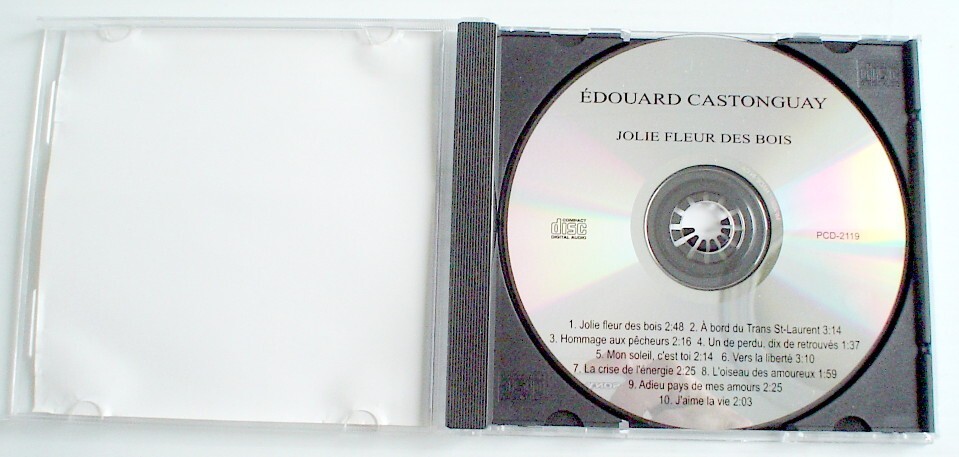 ÉDOUARD CASTONGUAY
JOLIE FLEUR DES BOIS
COMPACT
disc
DIGITAL AUDIO
PCD-2119
1. Jolie fleur des bois 2:48 2. À bord du Trans St-Laurent 3:14
3. Hommage aux pêcheurs 2:16 4. Un de perdu, dix de retrouvés 1:37
5. Mon soleil, c'est toi 2:14 6. Vers la liberté 3:10
7. La crise de l'énergie 2:25 8. L'oiseau des amoureux 1:59
9. Adieu pays de mes amours 2:25
10. J'aime la vie 2:03